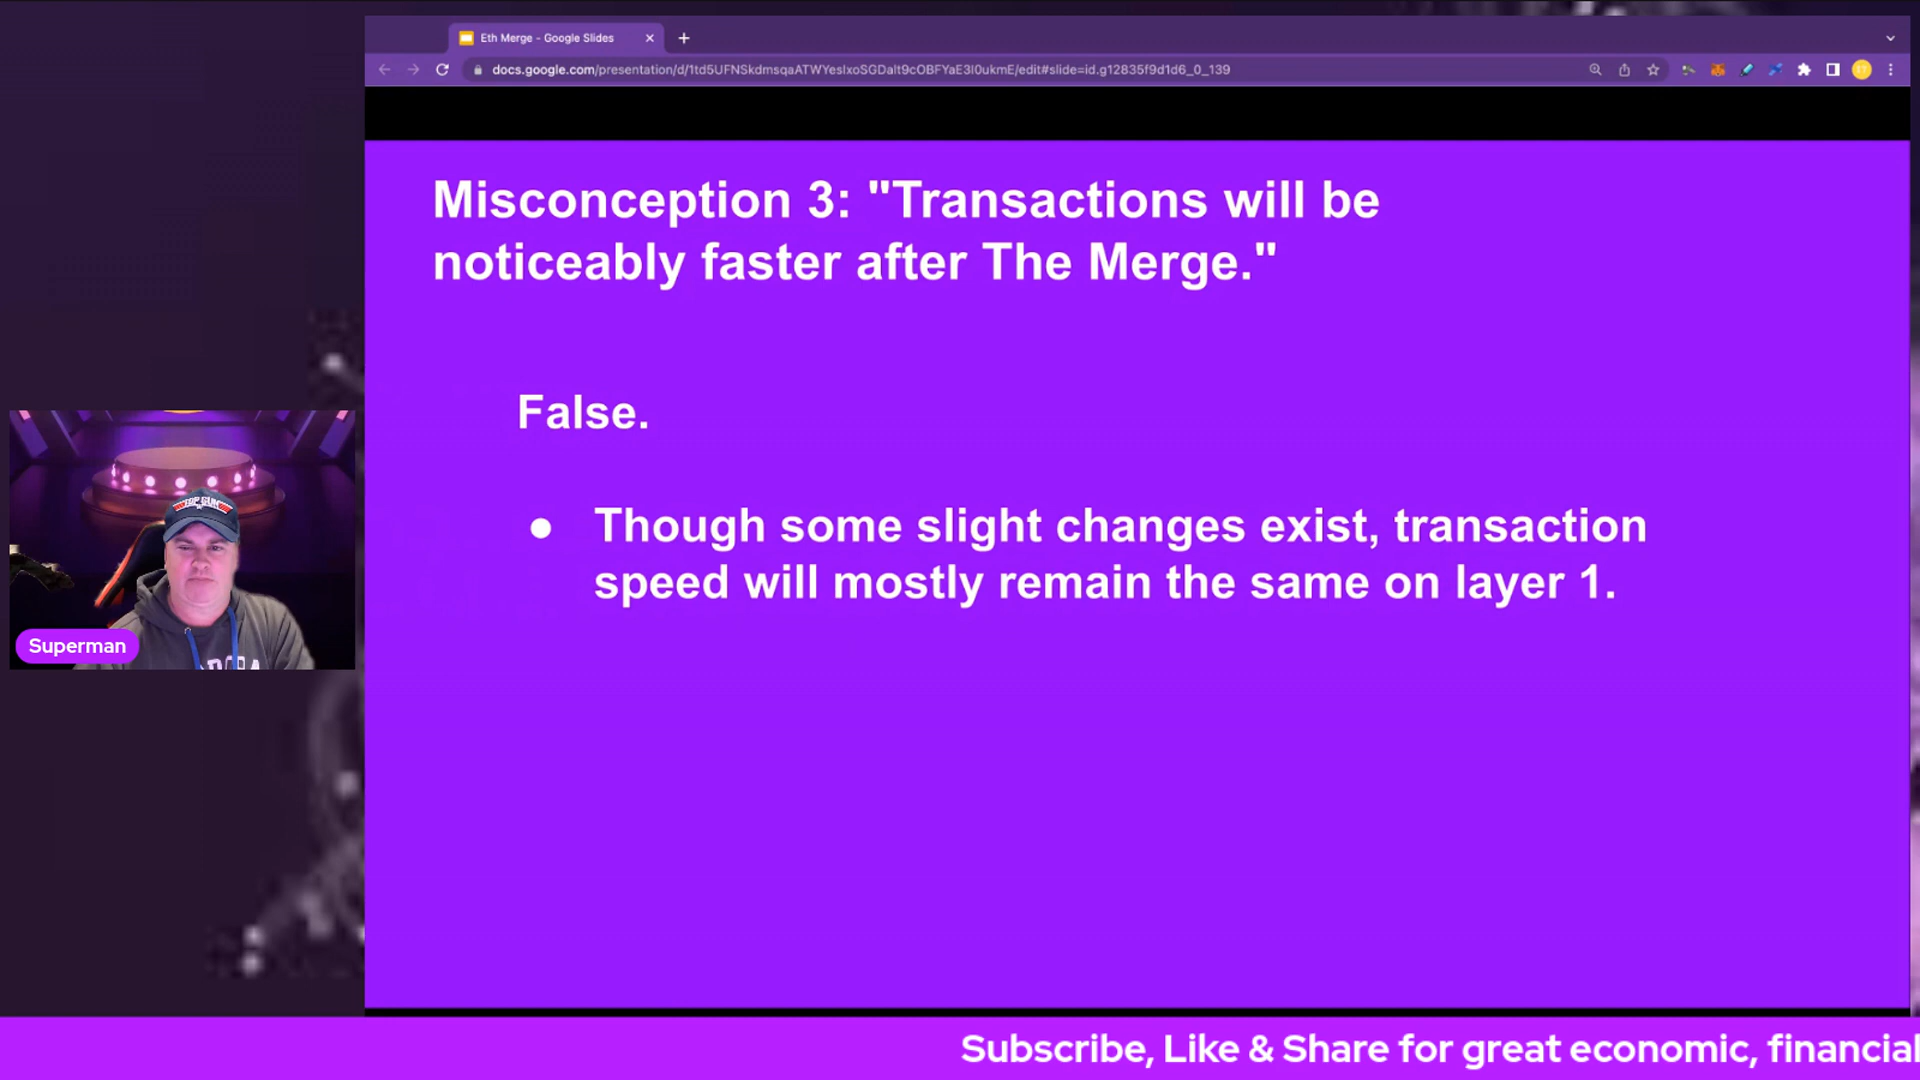 Eth Merge - Google Slides
docs.google.com/presentation/d/1td5UFNSkdmsqaATWYeslxoSGDalt9cOBFYaE3l0ukmE/edit#slide=id.g12835f9d1d6_0_139
Misconception 3: "Transactions will be
noticeably faster after The Merge."
False.
● Though some slight changes exist, transaction
speed will mostly remain the same on layer 1.
TOP GUN
Superman
Subscribe, Like & Share for great economic, financial